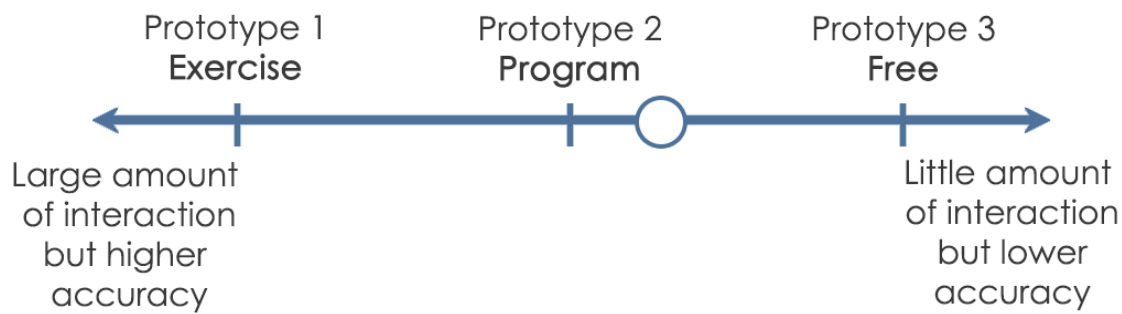 Prototype 1
Exercise
Prototype 2
Program
Prototype 3
Free
Large amount
of interaction
but higher
accuracy
Little amount
of interaction
but lower
accuracy